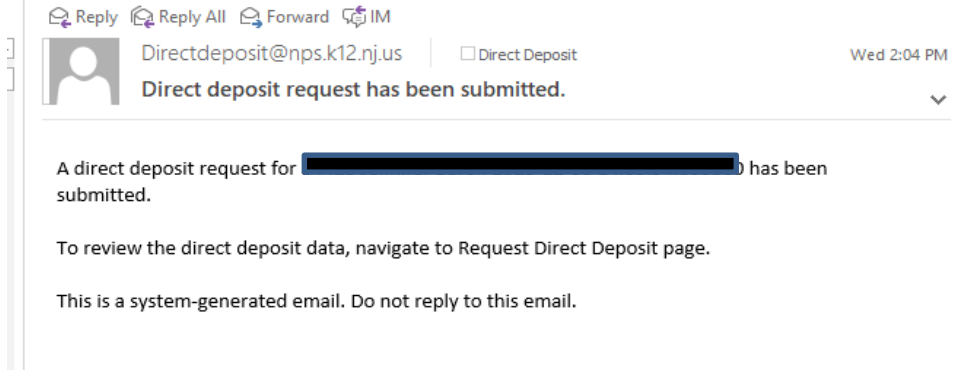 Reply Reply All Forward IM
Directdeposit@nps.k12.nj.us Direct Deposit Wed 2:04 PM
Direct deposit request has been submitted.
A direct deposit request for has been
submitted.
To review the direct deposit data, navigate to Request Direct Deposit page.
This is a system-generated email. Do not reply to this email.